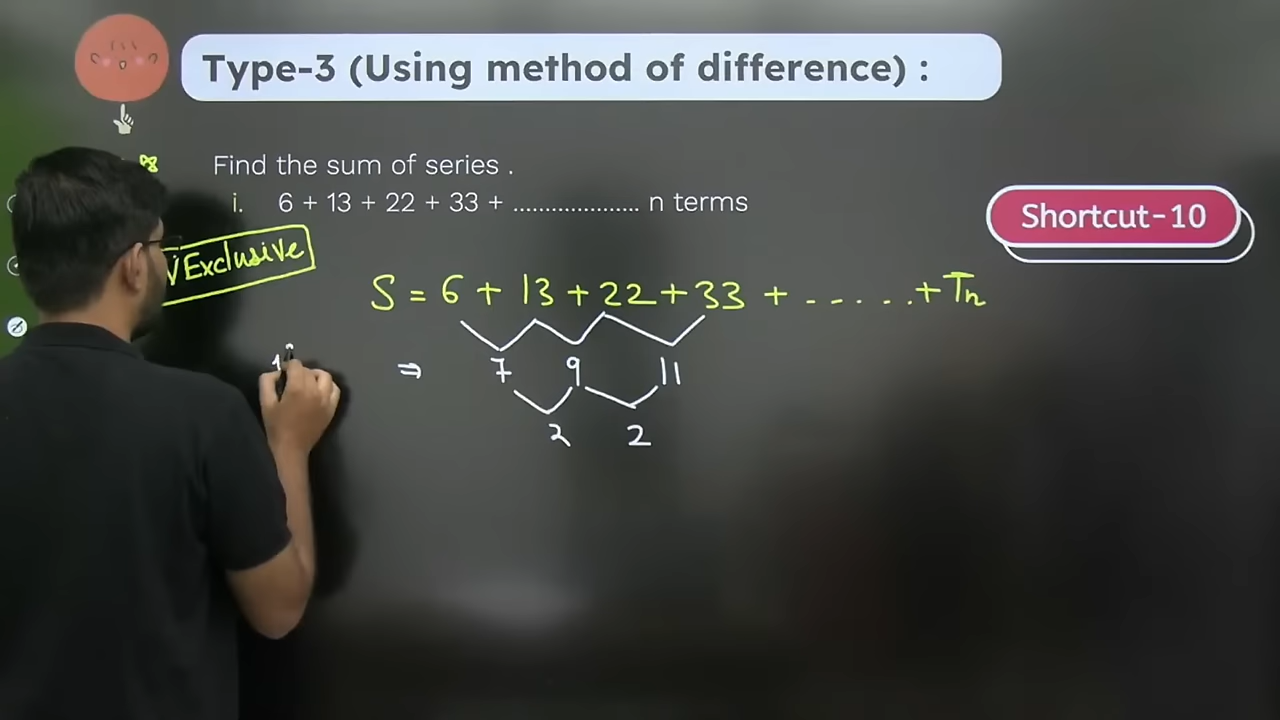 Type-3 (Using method of difference) :
Find the sum of series .
i. 6 + 13 + 22 + 33 + .................... n terms
Shortcut-10
Exclusive
S = 6 + 13 + 22 + 33 + ...... + Tn
⇒ 7 9 11
2 2